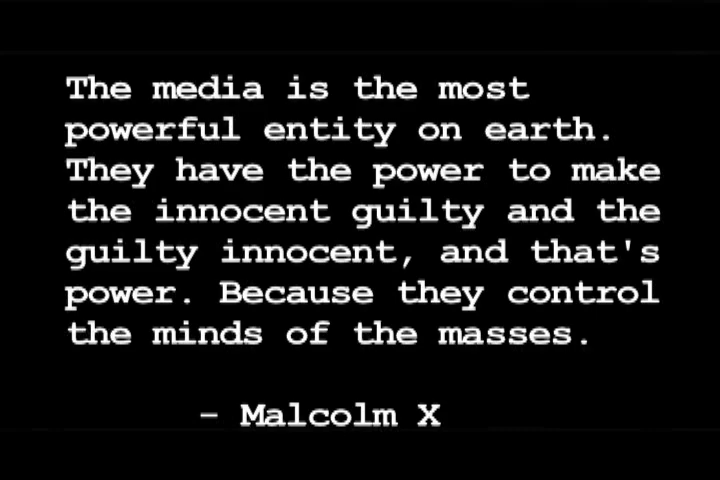 The media is the most
powerful entity on earth.
They have the power to make
the innocent guilty and the
guilty innocent, and that's
power. Because they control
the minds of the masses.
- Malcolm X